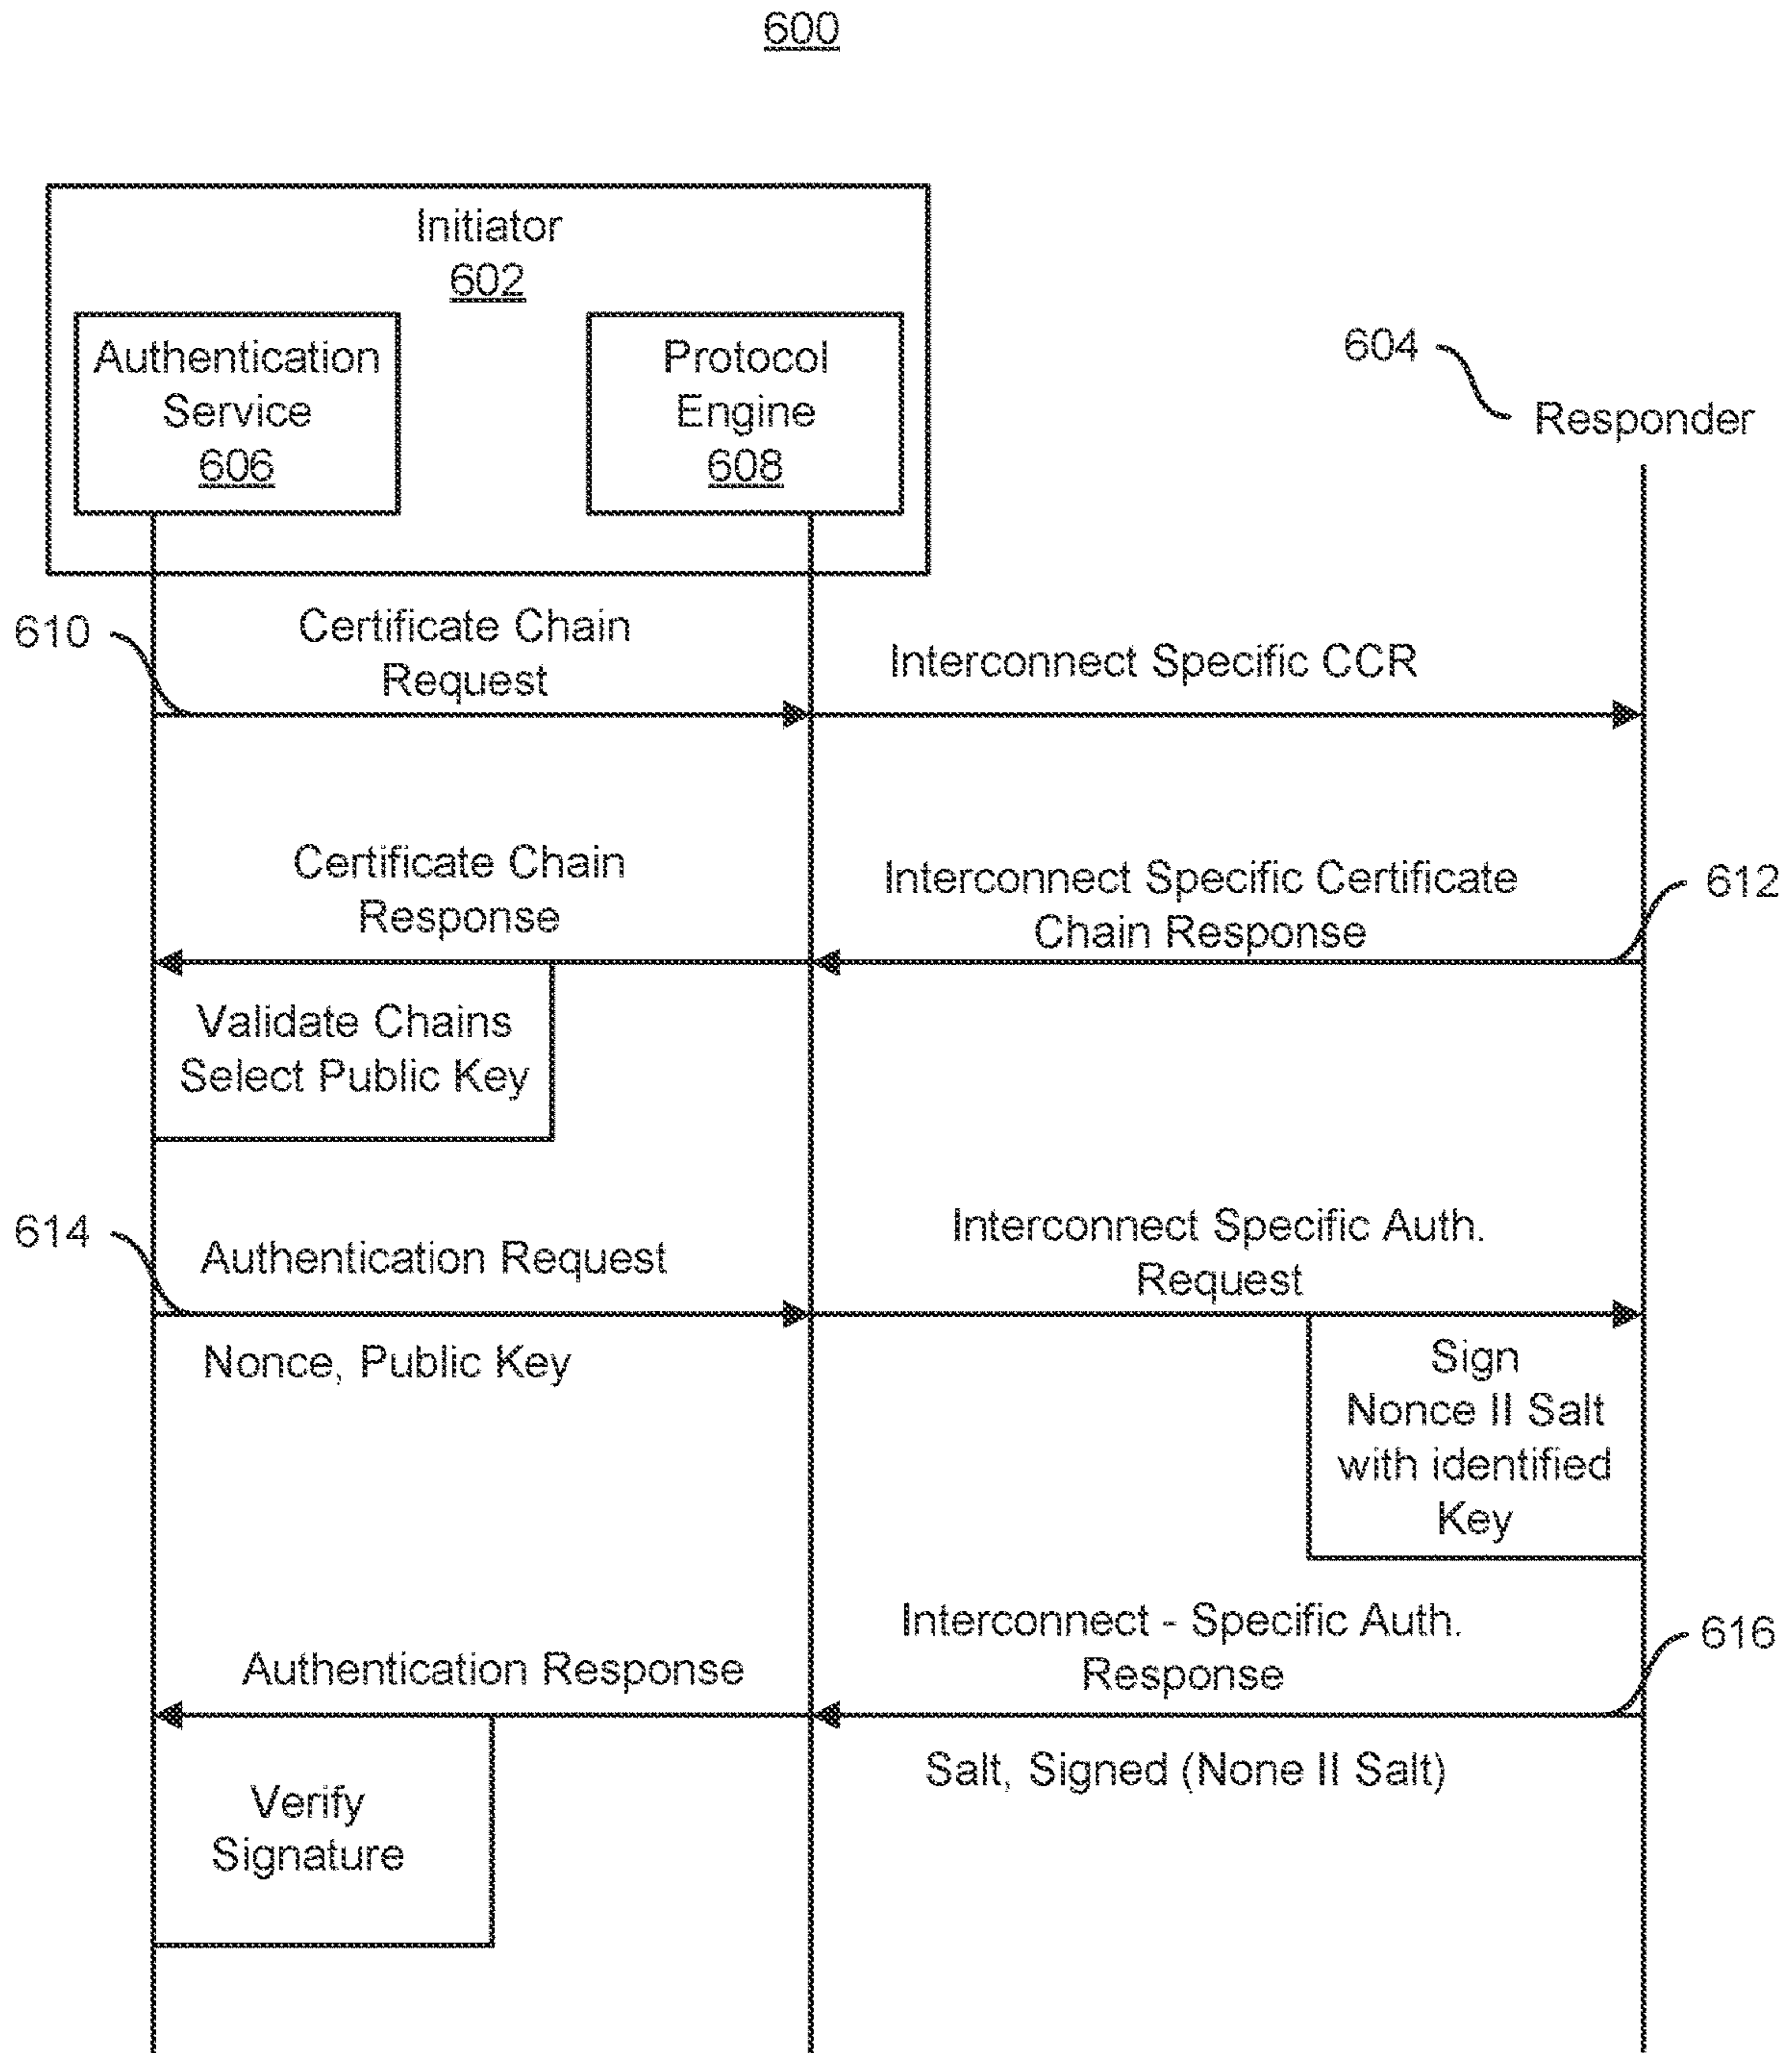 600
Initiator
602
Authentication
Service
606
Protocol
Engine
608
604
Responder
610
Certificate Chain
Request
Interconnect Specific CCR
Certificate Chain
Response
Interconnect Specific Certificate
Chain Response
612
Validate Chains
Select Public Key
614
Authentication Request
Interconnect Specific Auth.
Request
Nonce, Public Key
Sign
Nonce II Salt
with identified
Key
Authentication Response
Interconnect - Specific Auth.
Response
616
Salt, Signed (None II Salt)
Verify
Signature